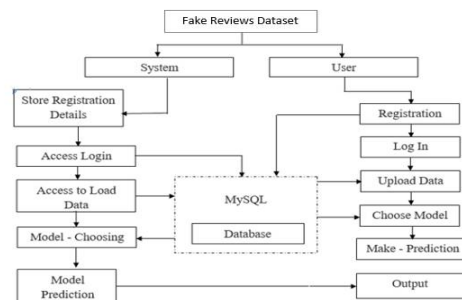 Fake Reviews Dataset
System
User
Store Registration
Details
Registration
Access Login
Log In
Access to Load
Data
MySQL
Database
Upload Data
Choose Model
Model - Choosing
Make - Prediction
Model
Prediction
Output